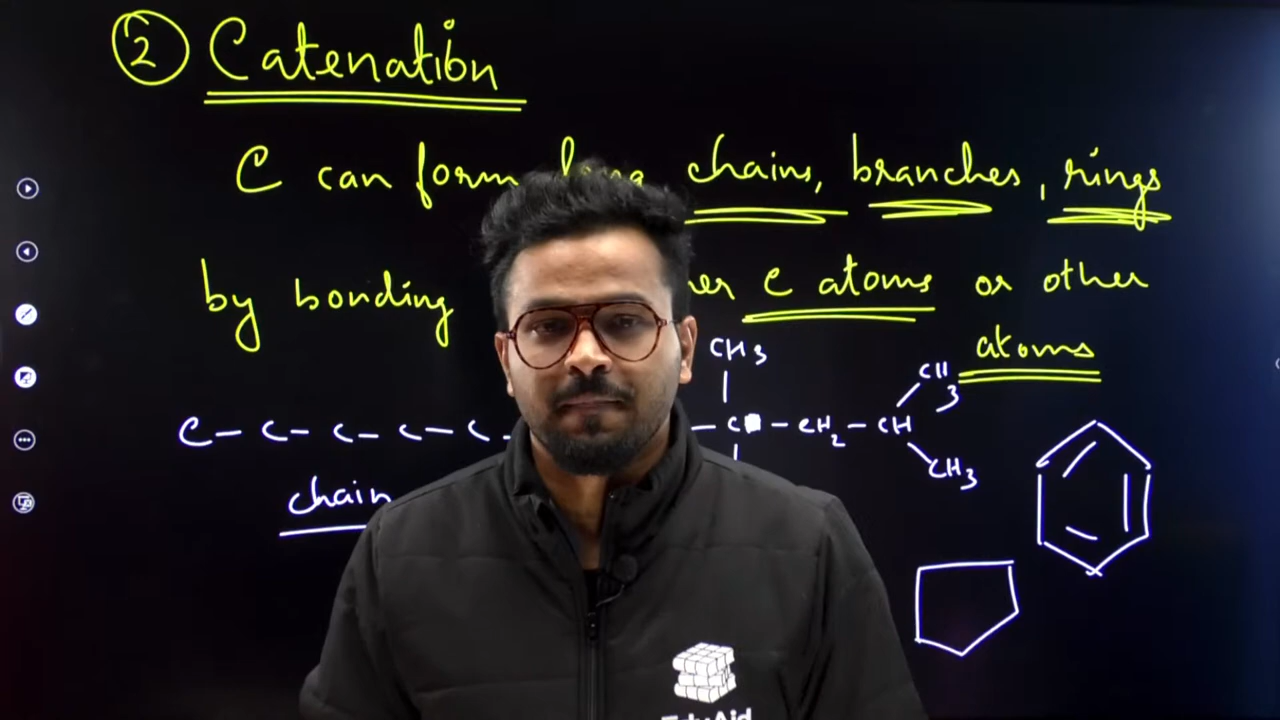 2 Catenation
C can form long chains, branches, rings
by bonding C atoms or other
atoms
CH3
CH3
C - C - C - C - C - - C - CH2 - CH
CH3
chain